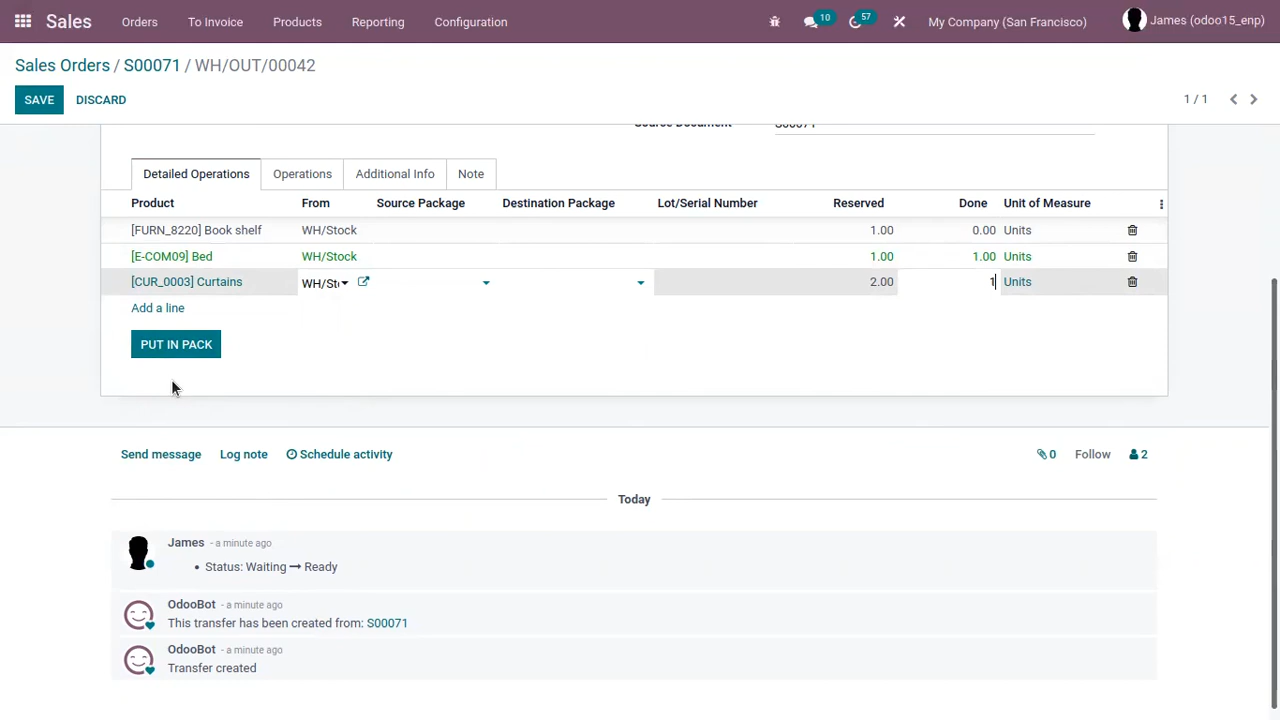 Sales Orders To Invoice Products Reporting Configuration 10 57 My Company (San Francisco) James (odoo15_enp)
Sales Orders / S00071 / WH/OUT/00042
SAVE DISCARD 1 / 1
Source Document S00071
Detailed Operations Operations Additional Info Note
Product From Source Package Destination Package Lot/Serial Number Reserved Done Unit of Measure
[FURN_8220] Book shelf WH/Stock 1.00 0.00 Units
[E-COM09] Bed WH/Stock 1.00 1.00 Units
[CUR_0003] Curtains WH/Sto 2.00 1 Units
Add a line
PUT IN PACK
Send message Log note Schedule activity 0 Follow 2
Today
James - a minute ago
• Status: Waiting → Ready
OdooBot - a minute ago
This transfer has been created from: S00071
OdooBot - a minute ago
Transfer created